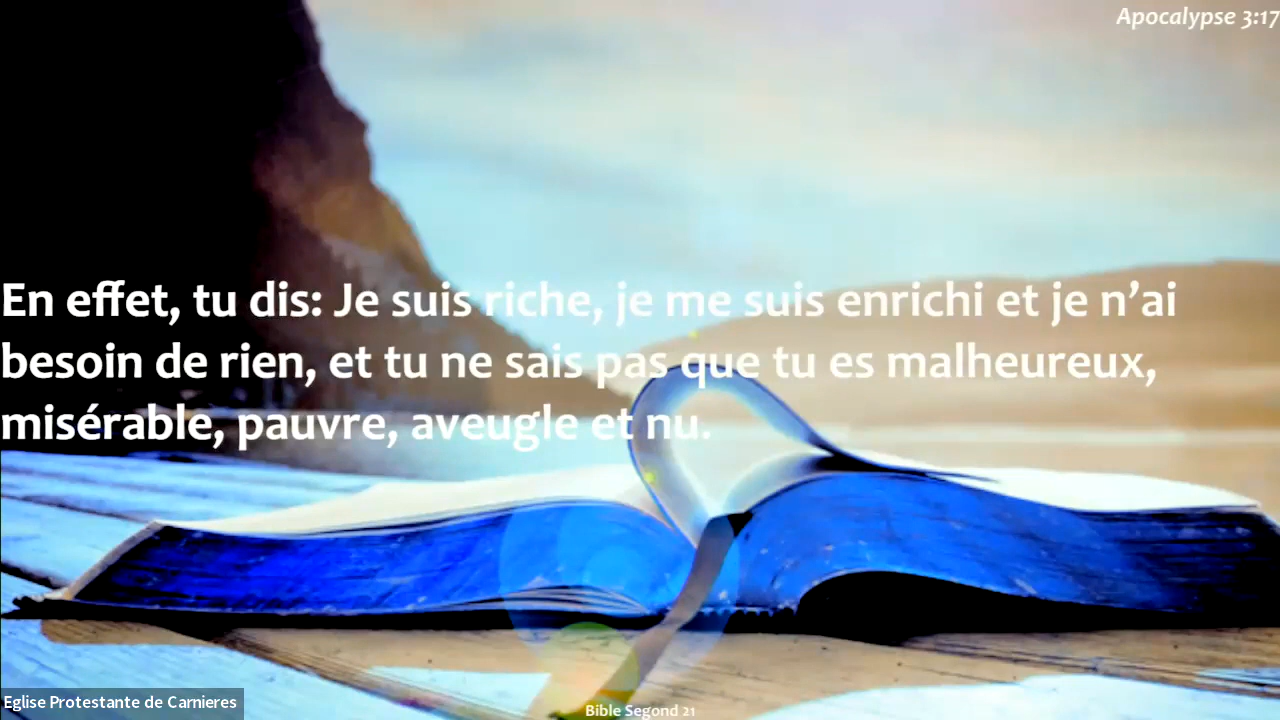 Apocalypse 3:17
En effet, tu dis: Je suis riche, je me suis enrichi et je n’ai
besoin de rien, et tu ne sais pas que tu es malheureux,
misérable, pauvre, aveugle et nu.
Eglise Protestante de Carnieres
Bible Segond 21